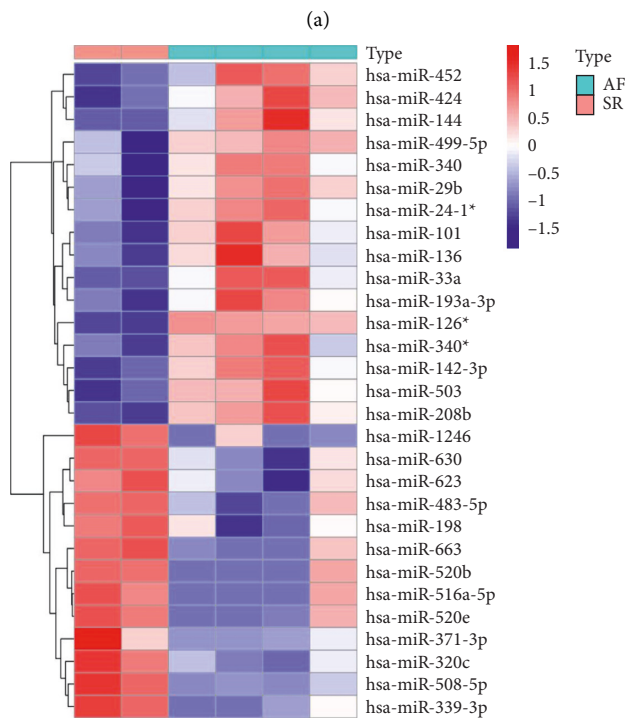 (a)
Type
hsa-miR-452
hsa-miR-424
hsa-miR-144
hsa-miR-499-5p
hsa-miR-340
hsa-miR-29b
hsa-miR-24-1*
hsa-miR-101
hsa-miR-136
hsa-miR-33a
hsa-miR-193a-3p
hsa-miR-126*
hsa-miR-340*
hsa-miR-142-3p
hsa-miR-503
hsa-miR-208b
hsa-miR-1246
hsa-miR-630
hsa-miR-623
hsa-miR-483-5p
hsa-miR-198
hsa-miR-663
hsa-miR-520b
hsa-miR-516a-5p
hsa-miR-520e
hsa-miR-371-3p
hsa-miR-320c
hsa-miR-508-5p
hsa-miR-339-3p
1.5
1
0.5
0
−0.5
−1
−1.5
Type
AF
SR